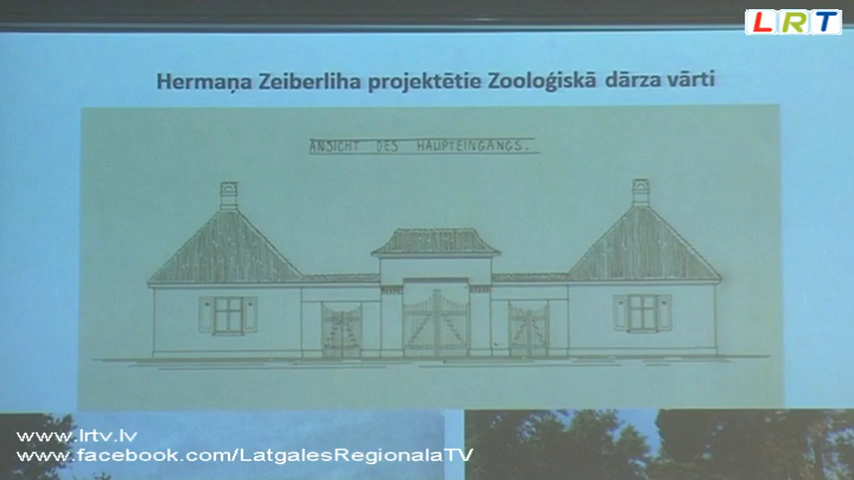 LRT
Hermaņa Zeiberliha projektētie Zooloģiskā dārza vārti
ANSICHT DES HAUPTEINGANGS.
www.lrtv.lv
www.facebook.com/LatgalesRegionalaTV